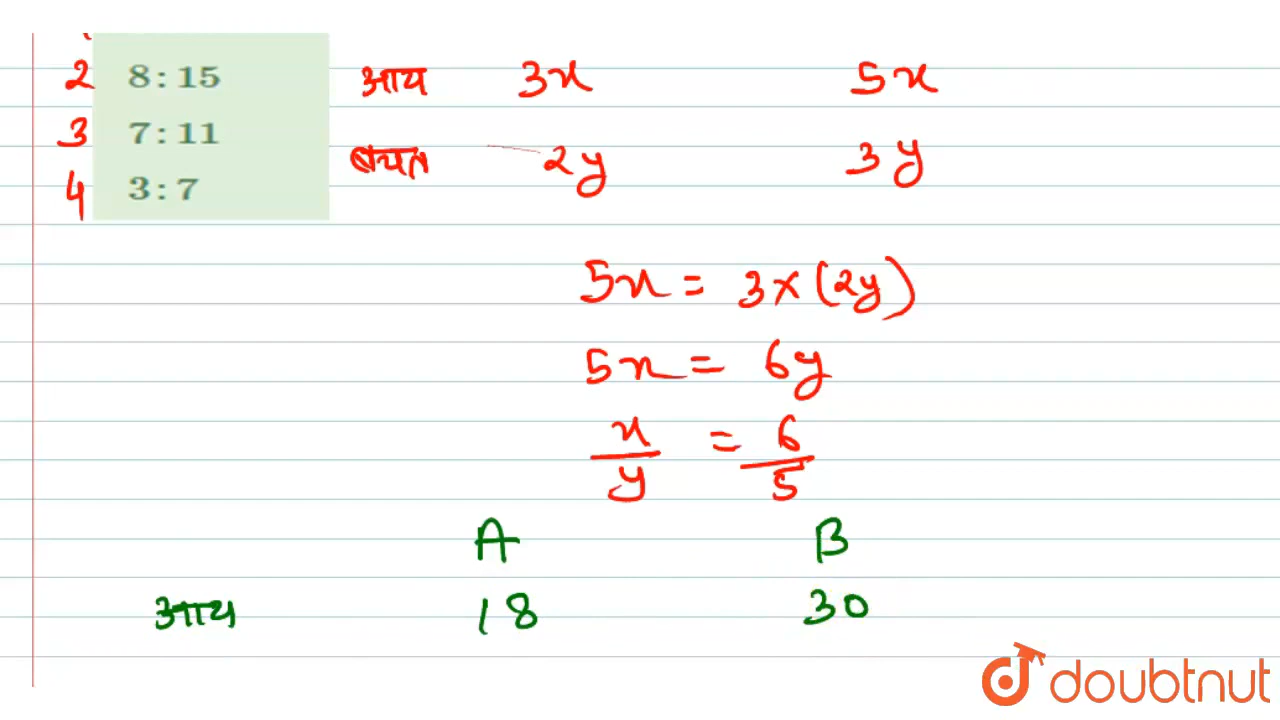 2 8 : 15 आय 3x 5x
3 7 : 11
बचत 2y 3y
4 3 : 7
5x = 3 x (2y)
5x = 6y
x/y = 6/5
A B
आय 18 30
doubtnut